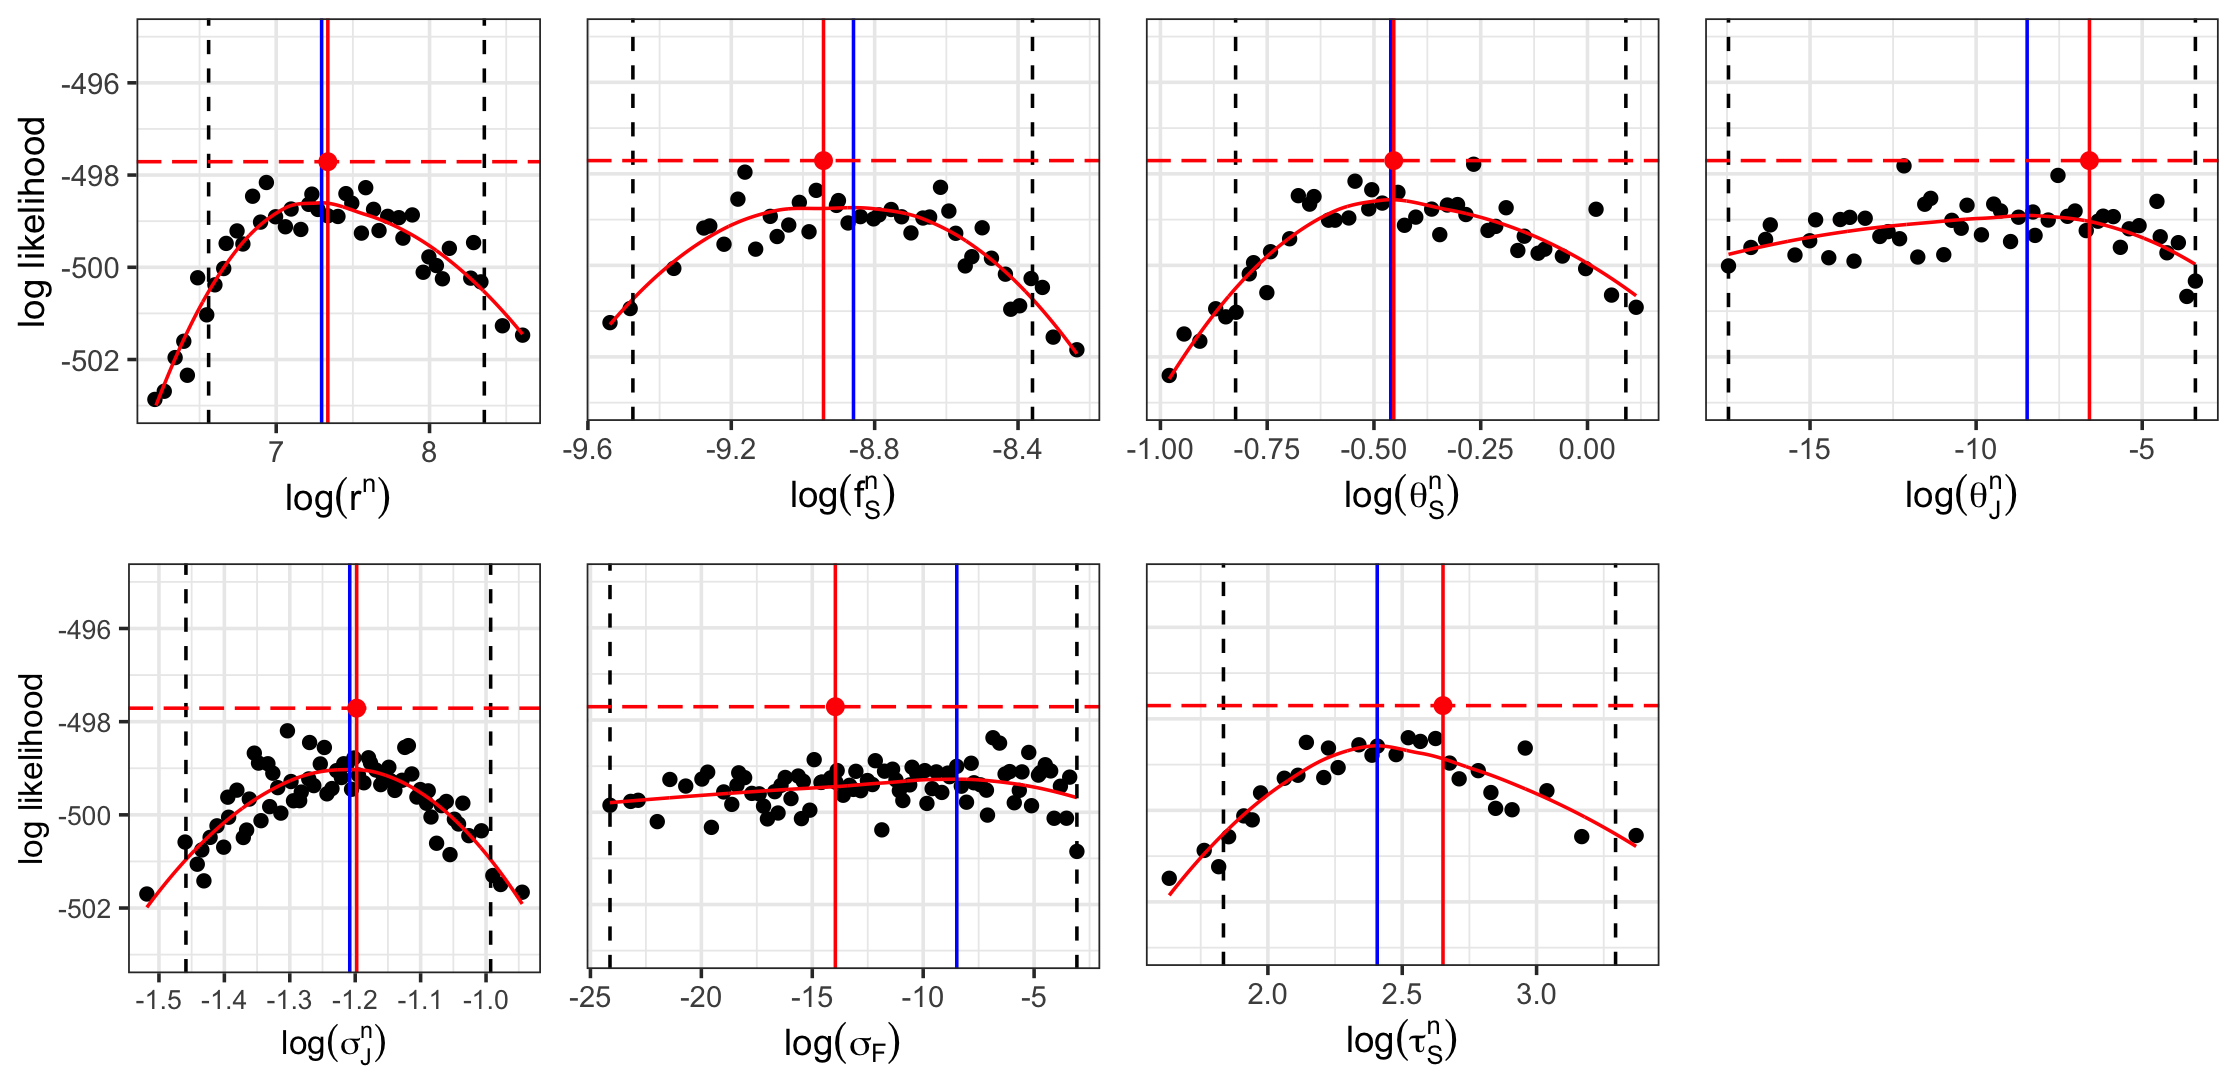 log likelihood
-496
-498
-500
-502
7 8
log(rⁿ)
-9.6 -9.2 -8.8 -8.4
log(f_S^n)
-1.00 -0.75 -0.50 -0.25 0.00
log(θ_S^n)
-15 -10 -5
log(θ_J^n)
log likelihood
-496
-498
-500
-502
-1.5 -1.4 -1.3 -1.2 -1.1 -1.0
log(σ_J^n)
-25 -20 -15 -10 -5
log(σ_F)
2.0 2.5 3.0
log(τ_S^n)